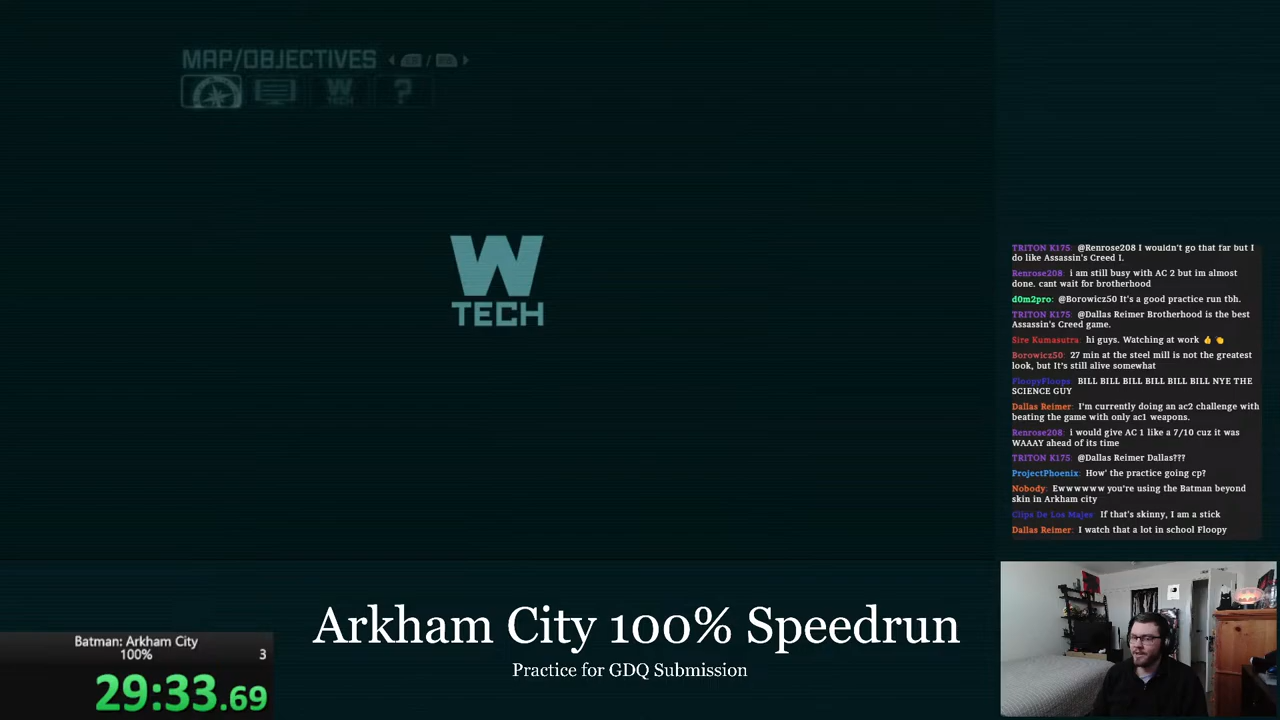 MAP/OBJECTIVES
W
TECH
?
W
TECH
TRITON K175: @Renrose208 I wouldn't go that far but I
do like Assassin's Creed I.
Renrose208: i am still busy with AC 2 but im almost
done. cant wait for brotherhood
d0m2pro: @Borowicz50 It's a good practice run tbh.
TRITON K175: @Dallas Reimer Brotherhood is the best
Assassin's Creed game.
Sire Kumasutra: hi guys. Watching at work 👍 👏
Borowicz50: 27 min at the steel mill is not the greatest
look, but It's still alive somewhat
FloopyFloops: BILL BILL BILL BILL BILL BILL NYE THE
SCIENCE GUY
Dallas Reimer: I'm currently doing an ac2 challenge with
beating the game with only ac1 weapons.
Renrose208: i would give AC 1 like a 7/10 cuz it was
WAAAY ahead of its time
TRITON K175: @Dallas Reimer Dallas???
ProjectPhoenix: How' the practice going cp?
Nobody: Ewwwwww you're using the Batman beyond
skin in Arkham city
Clips De Los Majes: If that's skinny, I am a stick
Dallas Reimer: I watch that a lot in school Floopy
Arkham City 100% Speedrun
Practice for GDQ Submission
Batman: Arkham City
100% 3
29:33.69